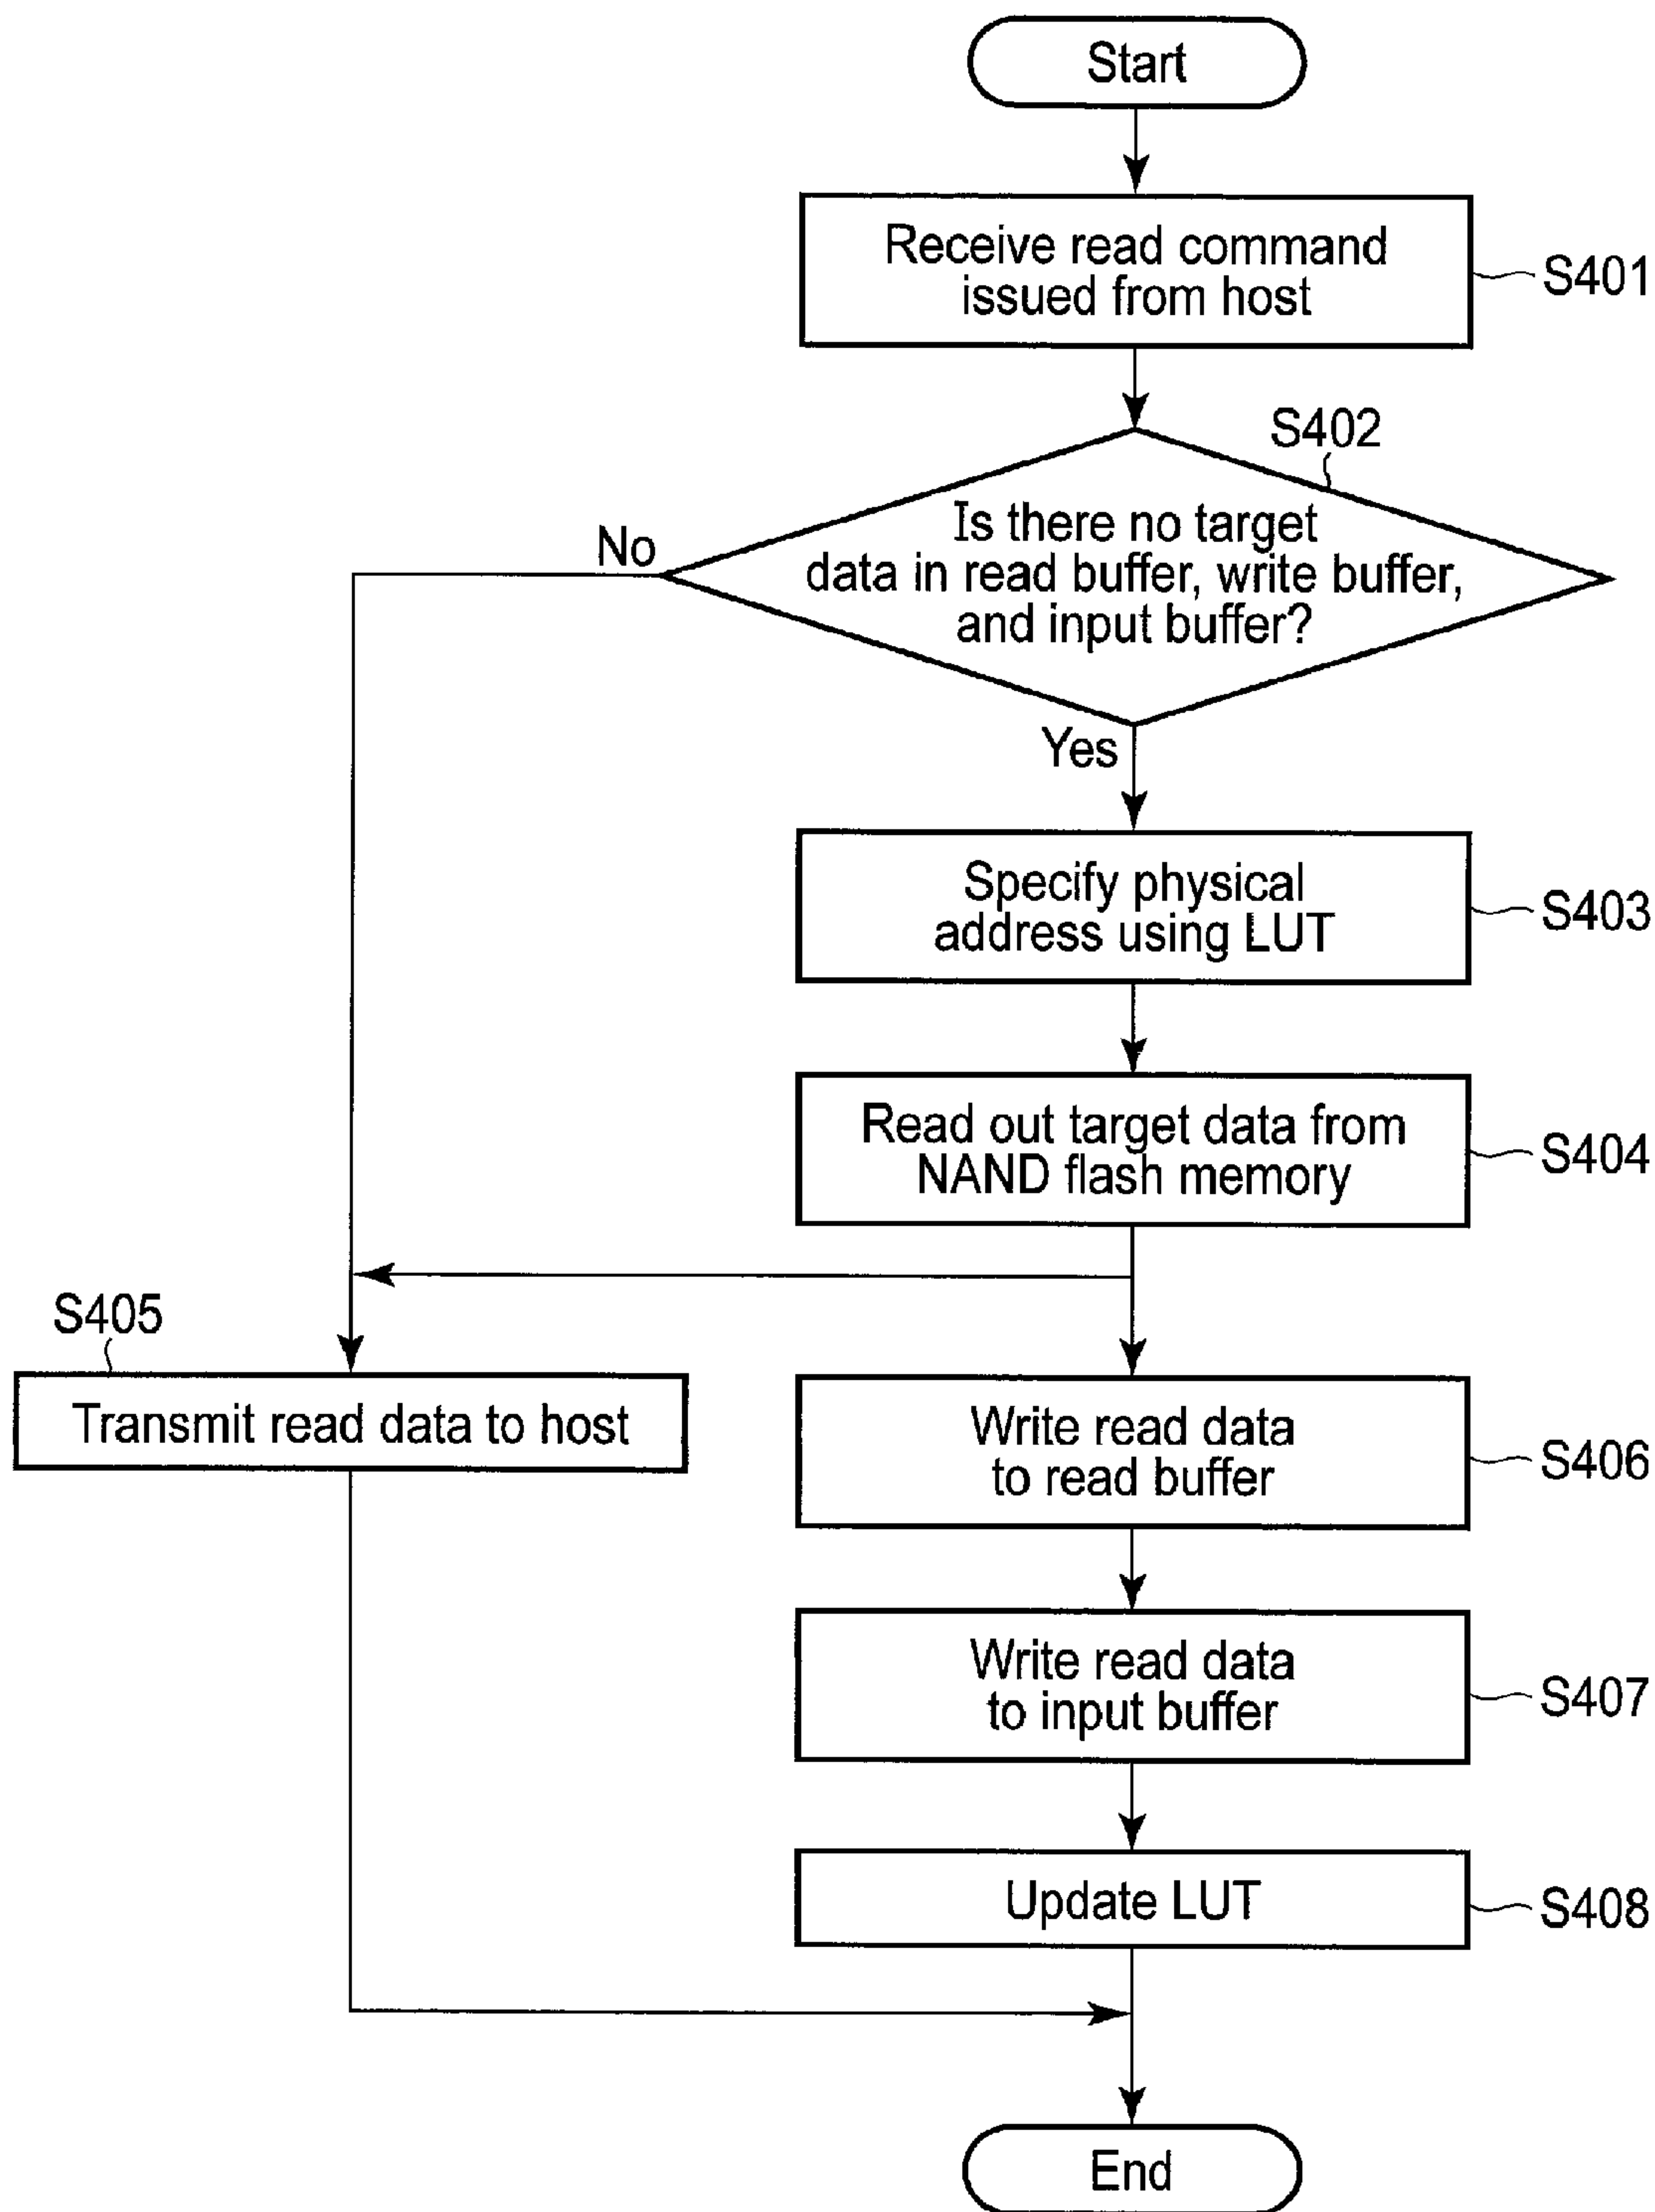 Start
Receive read command
issued from host
S401
S402
Is there no target
data in read buffer, write buffer,
and input buffer?
No
Yes
Specify physical
address using LUT
S403
Read out target data from
NAND flash memory
S404
S405
Transmit read data to host
Write read data
to read buffer
S406
Write read data
to input buffer
S407
Update LUT
S408
End